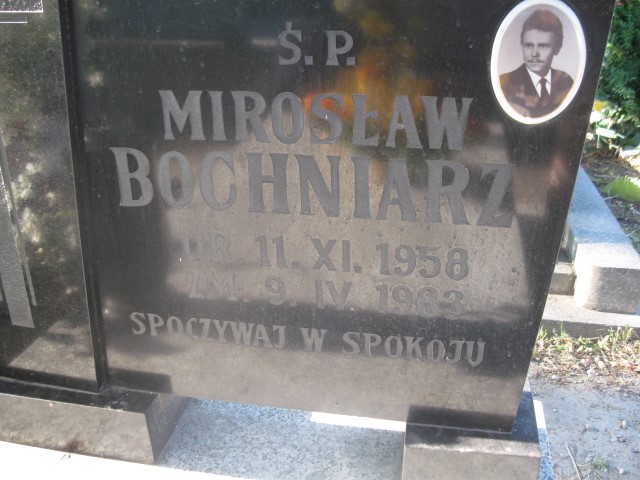 Ś. P.
MIROSŁAW
BOCHNIARZ
UR. 11. XI. 1958
ZM. 9. IV. 1983
SPOCZYWAJ W SPOKOJU